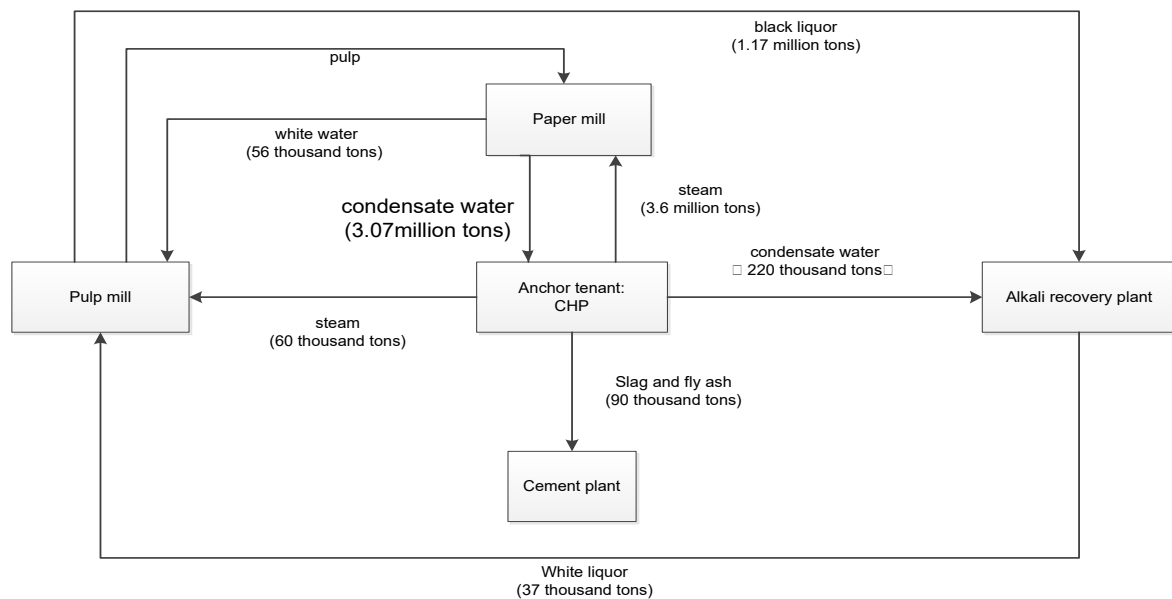 black liquor
(1.17 million tons)
pulp
Paper mill
white water
(56 thousand tons)
steam
(3.6 million tons)
condensate water
(3.07million tons)
condensate water
□ 220 thousand tons□
Pulp mill
Anchor tenant:
CHP
Alkali recovery plant
steam
(60 thousand tons)
Slag and fly ash
(90 thousand tons)
Cement plant
White liquor
(37 thousand tons)